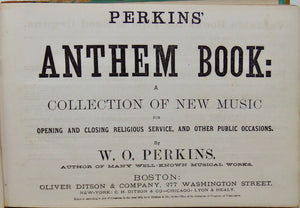 PERKINS'
ANTHEM BOOK:
A
COLLECTION OF NEW MUSIC
FOR
OPENING AND CLOSING RELIGIOUS SERVICE, AND OTHER PUBLIC OCCASIONS.
By
W. O. PERKINS,
AUTHOR OF MANY WELL-KNOWN MUSICAL WORKS.
BOSTON:
OLIVER DITSON & COMPANY, 277 WASHINGTON STREET.
NEW-YORK: C. H. DITSON & CO.—CHICAGO: LYON & HEALY.